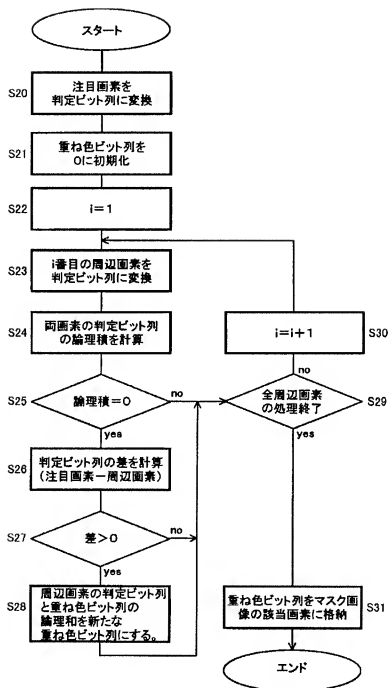 スタート
S20
注目画素を
判定ビット列に変換
S21
重ね色ビット列を
0に初期化
S22
i=1
S23
i番目の周辺画素を
判定ビット列に変換
S24
両画素の判定ビット列
の論理積を計算
S25
論理積=0
no
yes
S26
判定ビット列の差を計算
(注目画素-周辺画素)
S27
差>0
no
yes
S28
周辺画素の判定ビット列
と重ね色ビット列の
論理和を新たな
重ね色ビット列にする。
i=i+1
S30
no
全周辺画素
の処理終了
S29
yes
重ね色ビット列をマスク画
像の該当画素に格納
S31
エンド